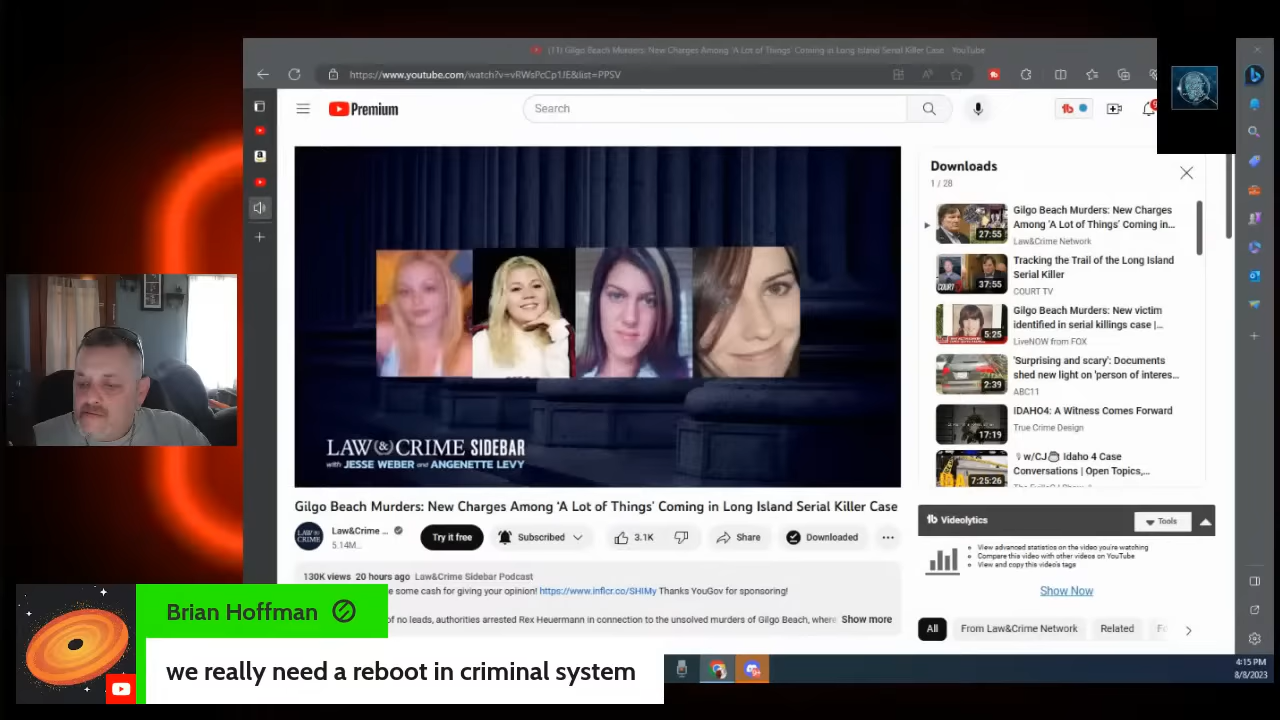 (11) Gilgo Beach Murders: New Charges Among 'A Lot of Things' Coming in Long Island Serial Killer Case - YouTube
https://www.youtube.com/watch?v=vRWsPcCp1JE&list=PPSV
Premium
Search
LAW & CRIME SIDEBAR
with JESSE WEBER and ANGENETTE LEVY
Gilgo Beach Murders: New Charges Among 'A Lot of Things' Coming in Long Island Serial Killer Case
Law&Crime ...
5.14M...
Try it free
Subscribed
3.1K
Share
Downloaded
130K views 20 hours ago Law&Crime Sidebar Podcast
e some cash for giving your opinion! https://www.inflcr.co/SHIMy Thanks YouGov for sponsoring!
of no leads, authorities arrested Rex Heuermann in connection to the unsolved murders of Gilgo Beach, where Show more
Downloads
1 / 28
Gilgo Beach Murders: New Charges
Among 'A Lot of Things' Coming in...
Law&Crime Network
27:55
Tracking the Trail of the Long Island
Serial Killer
COURT TV
37:55
Gilgo Beach Murders: New victim
identified in serial killings case |...
LiveNOW from FOX
5:25
'Surprising and scary': Documents
shed new light on 'person of interes...
ABC11
2:39
IDAHO4: A Witness Comes Forward
True Crime Design
17:19
w/CJ Idaho 4 Case
Conversations | Open Topics,...
7:25:26
tb Videolytics
Tools
View advanced statistics on the video you're watching
Compare this video with other videos on YouTube
View and copy this video's tags
Show Now
All
From Law&Crime Network
Related
Fo
Brian Hoffman
we really need a reboot in criminal system
4:15 PM
8/8/2023